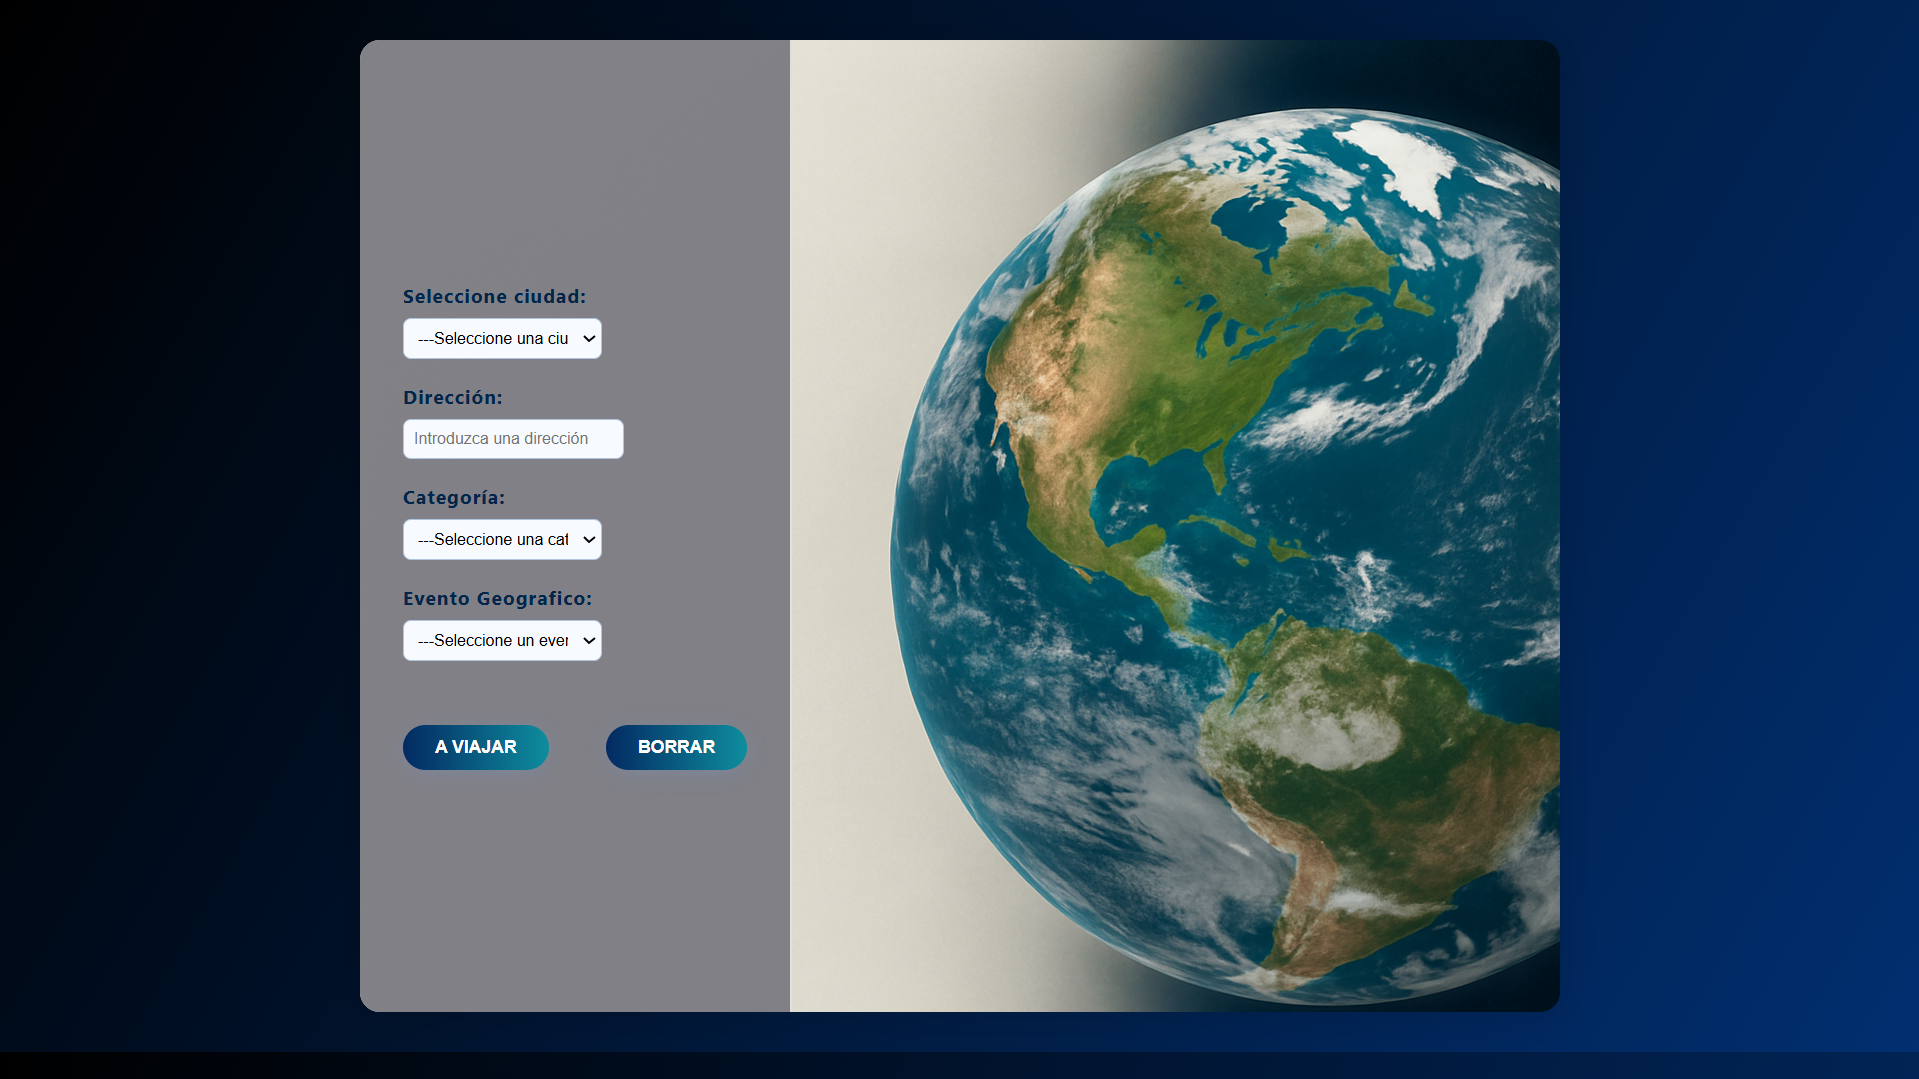 Seleccione ciudad:
---Seleccione una ciu
Dirección:
Introduzca una dirección
Categoría:
---Seleccione una cat
Evento Geografico:
---Seleccione un ever
A VIAJAR
BORRAR